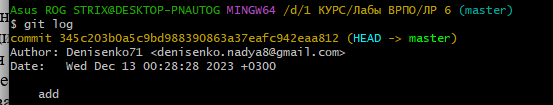 Asus ROG STRIX@DESKTOP-PNAUTOG MINGW64 /d/1 КУРС/Лабы ВРПО/ЛР 6 (master)
$ git log
commit 345c203b0a5c9bd988390863a37eafc942eaa812 (HEAD -> master)
Author: Denisenko71 <denisenko.nadya8@gmail.com>
Date:   Wed Dec 13 00:28:28 2023 +0300
add